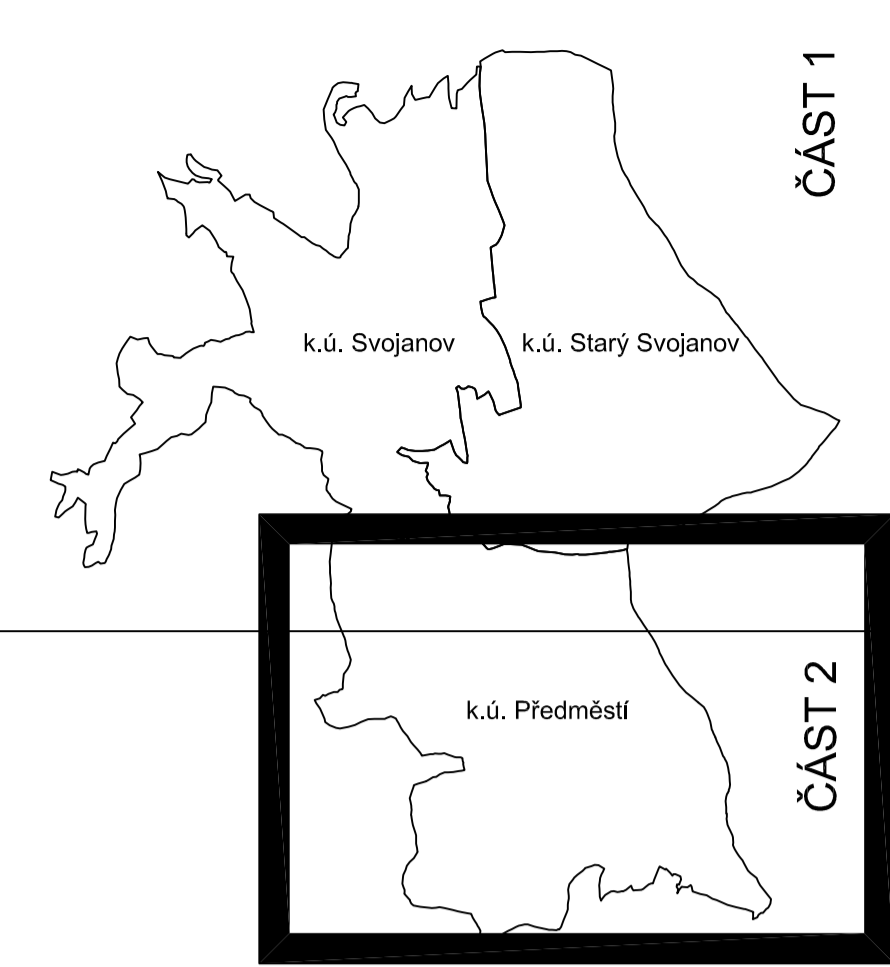 ČÁST 1
k.ú. Svojanov
k.ú. Starý Svojanov
k.ú. Předměstí
ČÁST 2